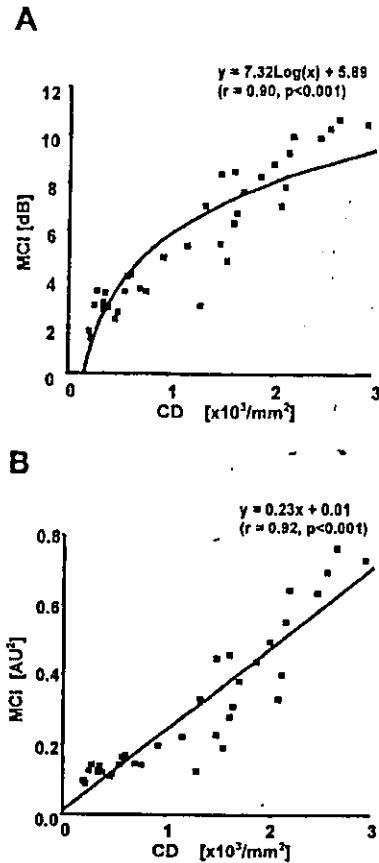 A
y = 7.32Log(x) + 5.89
(r = 0.90, p<0.001)
12
10
8
6
4
2
0
MCI [dB]
0
1
2
3
CD [x10³/mm²]
B
y = 0.23x + 0.01
(r = 0.92, p<0.001)
0.8
0.6
0.4
0.2
0.0
MCI [AU²]
0
1
2
3
CD [x10³/mm²]